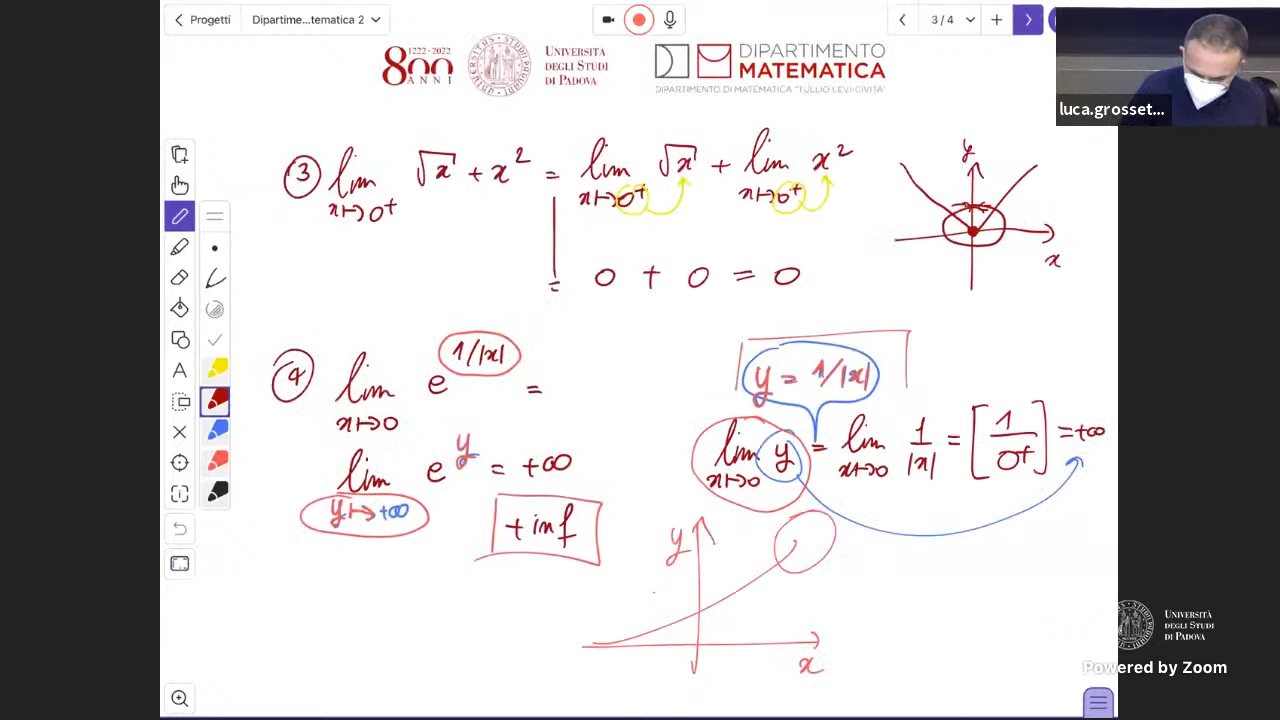 Progetti
Dipartime...tematica 2
3/4
1222·2022
800
ANNI
UNIVERSITÀ
DEGLI STUDI
DI PADOVA
DIPARTIMENTO
MATEMATICA
DIPARTIMENTO DI MATEMATICA "TULLIO LEVI-CIVITA"
luca.grosset...
③ lim x↦0⁺ √x + x² = lim x↦0⁺ √x + lim x↦0⁺ x²
= 0 + 0 = 0
y
x
④ lim x↦0 e^{1/|x|} =
y = 1/|x|
lim x↦0 y = lim x↦0 1/|x| = [1/0⁺] = +∞
lim y↦+∞ e^y = +∞
+inf
y
x
A
UNIVERSITÀ
DEGLI STUDI
DI PADOVA
Powered by Zoom